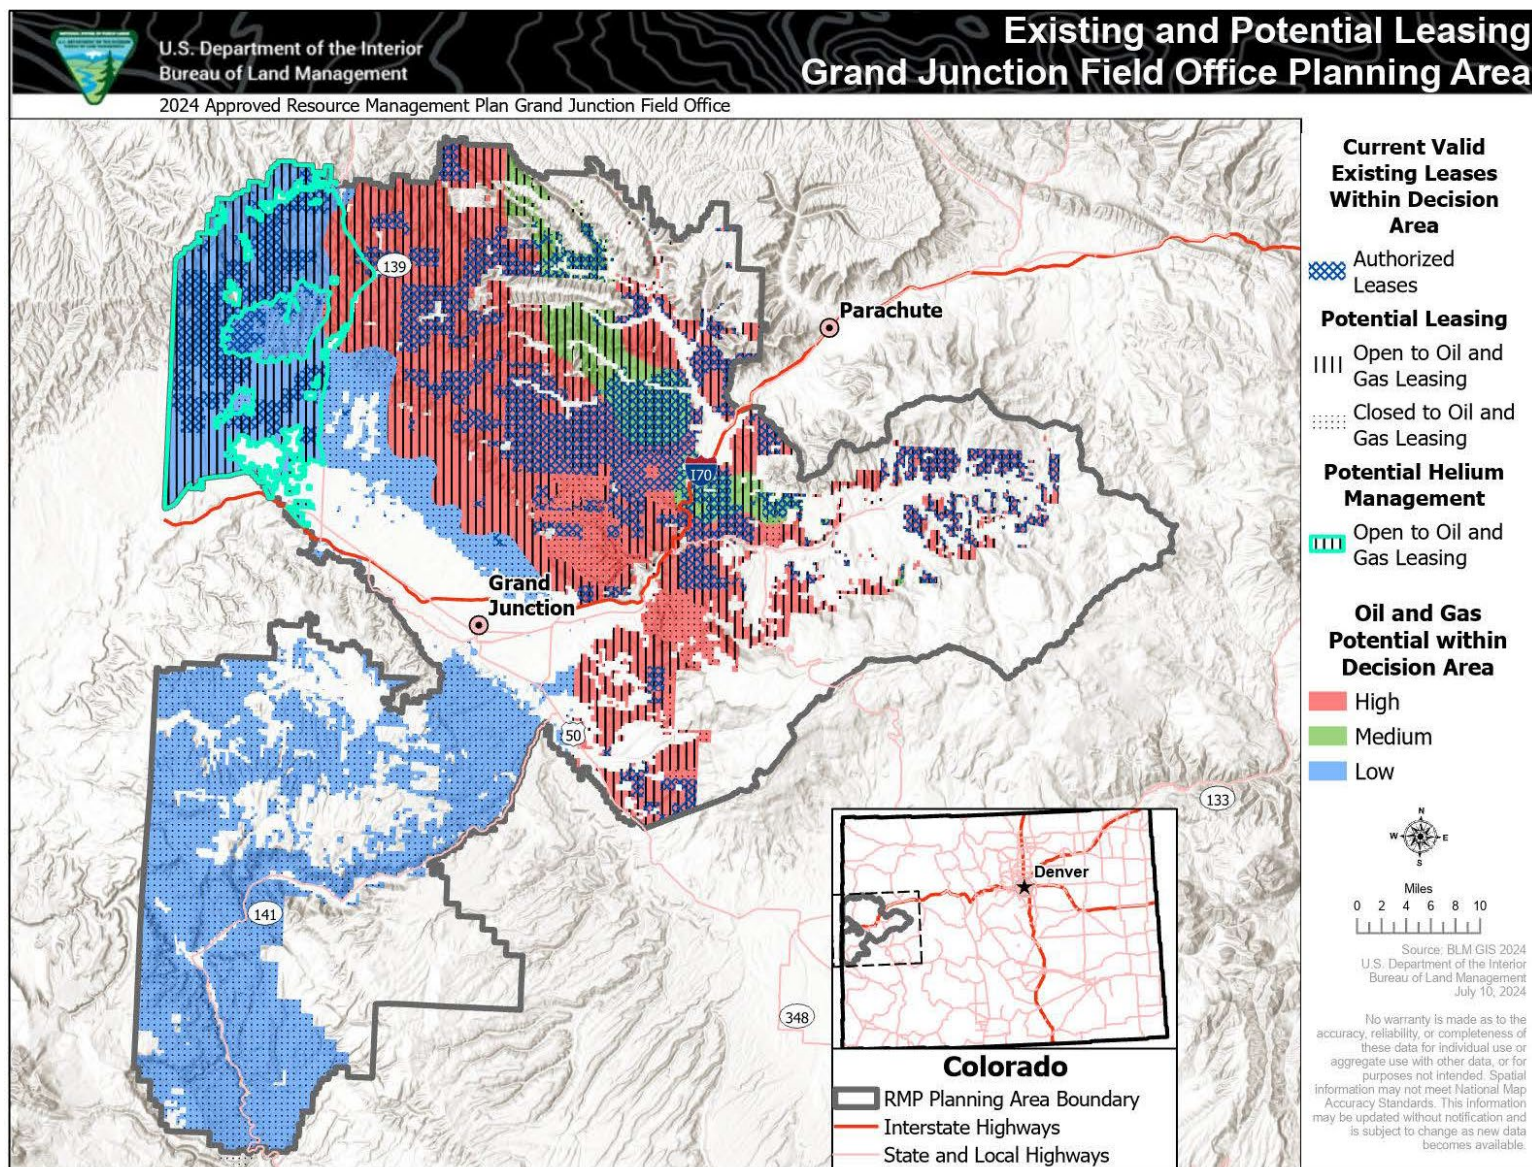 Existing and Potential Leasing
Grand Junction Field Office Planning Area
U.S. Department of the Interior
Bureau of Land Management
2024 Approved Resource Management Plan Grand Junction Field Office
139
Parachute
I70
Grand
Junction
50
141
133
348
Current Valid
Existing Leases
Within Decision
Area
Authorized
Leases
Potential Leasing
Open to Oil and
Gas Leasing
Closed to Oil and
Gas Leasing
Potential Helium
Management
Open to Oil and
Gas Leasing
Oil and Gas
Potential within
Decision Area
High
Medium
Low
N
W
E
S
Miles
0 2 4 6 8 10
Source: BLM GIS 2024
U.S. Department of the Interior
Bureau of Land Management
July 10, 2024
No warranty is made as to the
accuracy, reliability, or completeness of
these data for individual use or
aggregate use with other data, or for
purposes not intended. Spatial
information may not meet National Map
Accuracy Standards. This information
may be updated without notification and
is subject to change as new data
becomes available.
Denver
Colorado
RMP Planning Area Boundary
Interstate Highways
State and Local Highways